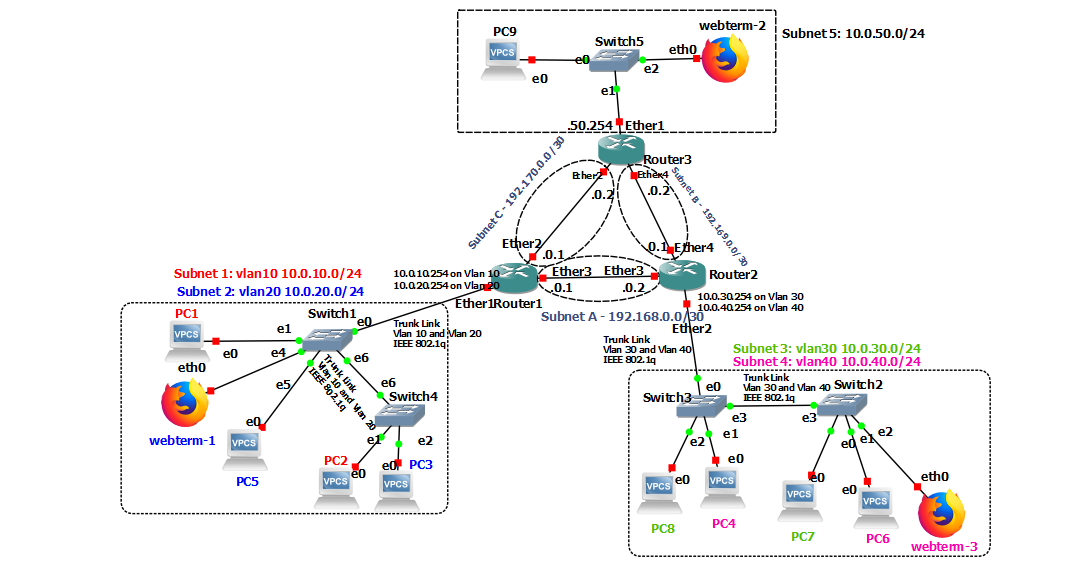 webterm-2
Subnet 5: 10.0.50.0/24
PC9
VPCS
Switch5
eth0
e0
e2
e0
e1
.50.254
Ether1
Router3
Ether2
Ether4
.0.2
.0.2
Subnet C - 192.170.0.0/30
Subnet B - 192.169.0.0/30
Ether2
.0.1
.0.1
Ether4
10.0.10.254 on Vlan 10
10.0.20.254 on Vlan 20
Ether3
Ether3
.0.1
.0.2
Router2
Ether1
Router1
Subnet A - 192.168.0.0/30
10.0.30.254 on Vlan 30
10.0.40.254 on Vlan 40
Ether2
Subnet 1: vlan10 10.0.10.0/24
Subnet 2: vlan20 10.0.20.0/24
PC1
VPCS
Switch1
e1
e0
e0
e4
Trunk Link
Vlan 10 and Vlan 20
IEEE 802.1q
eth0
e5
e6
Trunk Link
Vlan 10 and Vlan 20
IEEE 802.1q
e6
Switch4
webterm-1
e0
VPCS
PC5
e1
e2
PC2
e0
VPCS
e0
PC3
VPCS
Trunk Link
Vlan 30 and Vlan 40
IEEE 802.1q
Subnet 3: vlan30 10.0.30.0/24
Subnet 4: vlan40 10.0.40.0/24
e0
Trunk Link
Vlan 30 and Vlan 40
IEEE 802.1q
Switch2
Switch3
e3
e3
e2
e1
e0
e1
e2
e0
e0
VPCS
VPCS
PC8
PC4
e0
VPCS
PC7
e0
VPCS
PC6
eth0
webterm-3